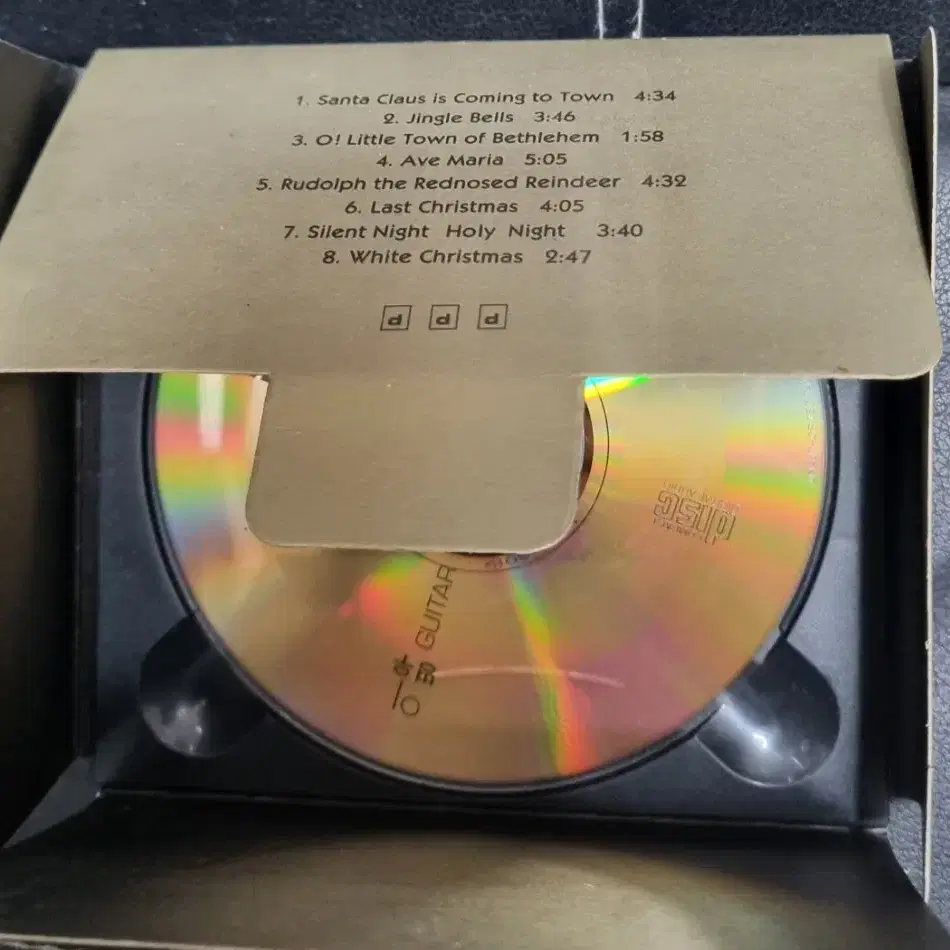 1. Santa Claus is Coming to Town 4:34
2. Jingle Bells 3:46
3. O! Little Town of Bethlehem 1:58
4. Ave Maria 5:05
5. Rudolph the Rednosed Reindeer 4:32
6. Last Christmas 4:05
7. Silent Night Holy Night 3:40
8. White Christmas 2:47
P P P
disc
GUITAR